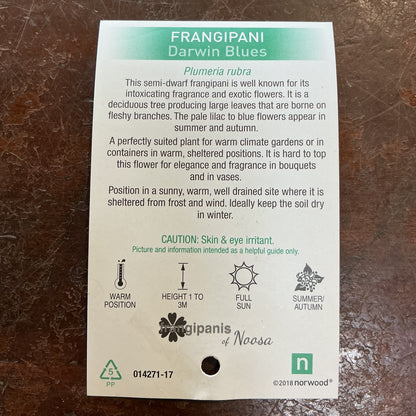 FRANGIPANI
Darwin Blues
Plumeria rubra
This semi-dwarf frangipani is well known for its
intoxicating fragrance and exotic flowers. It is a
deciduous tree producing large leaves that are borne on
fleshy branches. The pale lilac to blue flowers appear in
summer and autumn.
A perfectly suited plant for warm climate gardens or in
containers in warm, sheltered positions. It is hard to top
this flower for elegance and fragrance in bouquets
and in vases.
Position in a sunny, warm, well drained site where it is
sheltered from frost and wind. Ideally keep the soil dry
in winter.
CAUTION: Skin & eye irritant.
Picture and information intended as a helpful guide only.
WARM
POSITION
HEIGHT 1 TO
3M
FULL
SUN
SUMMER/
AUTUMN
frangipanis
of Noosa
5
PP
014271-17
n
©2018 norwood®